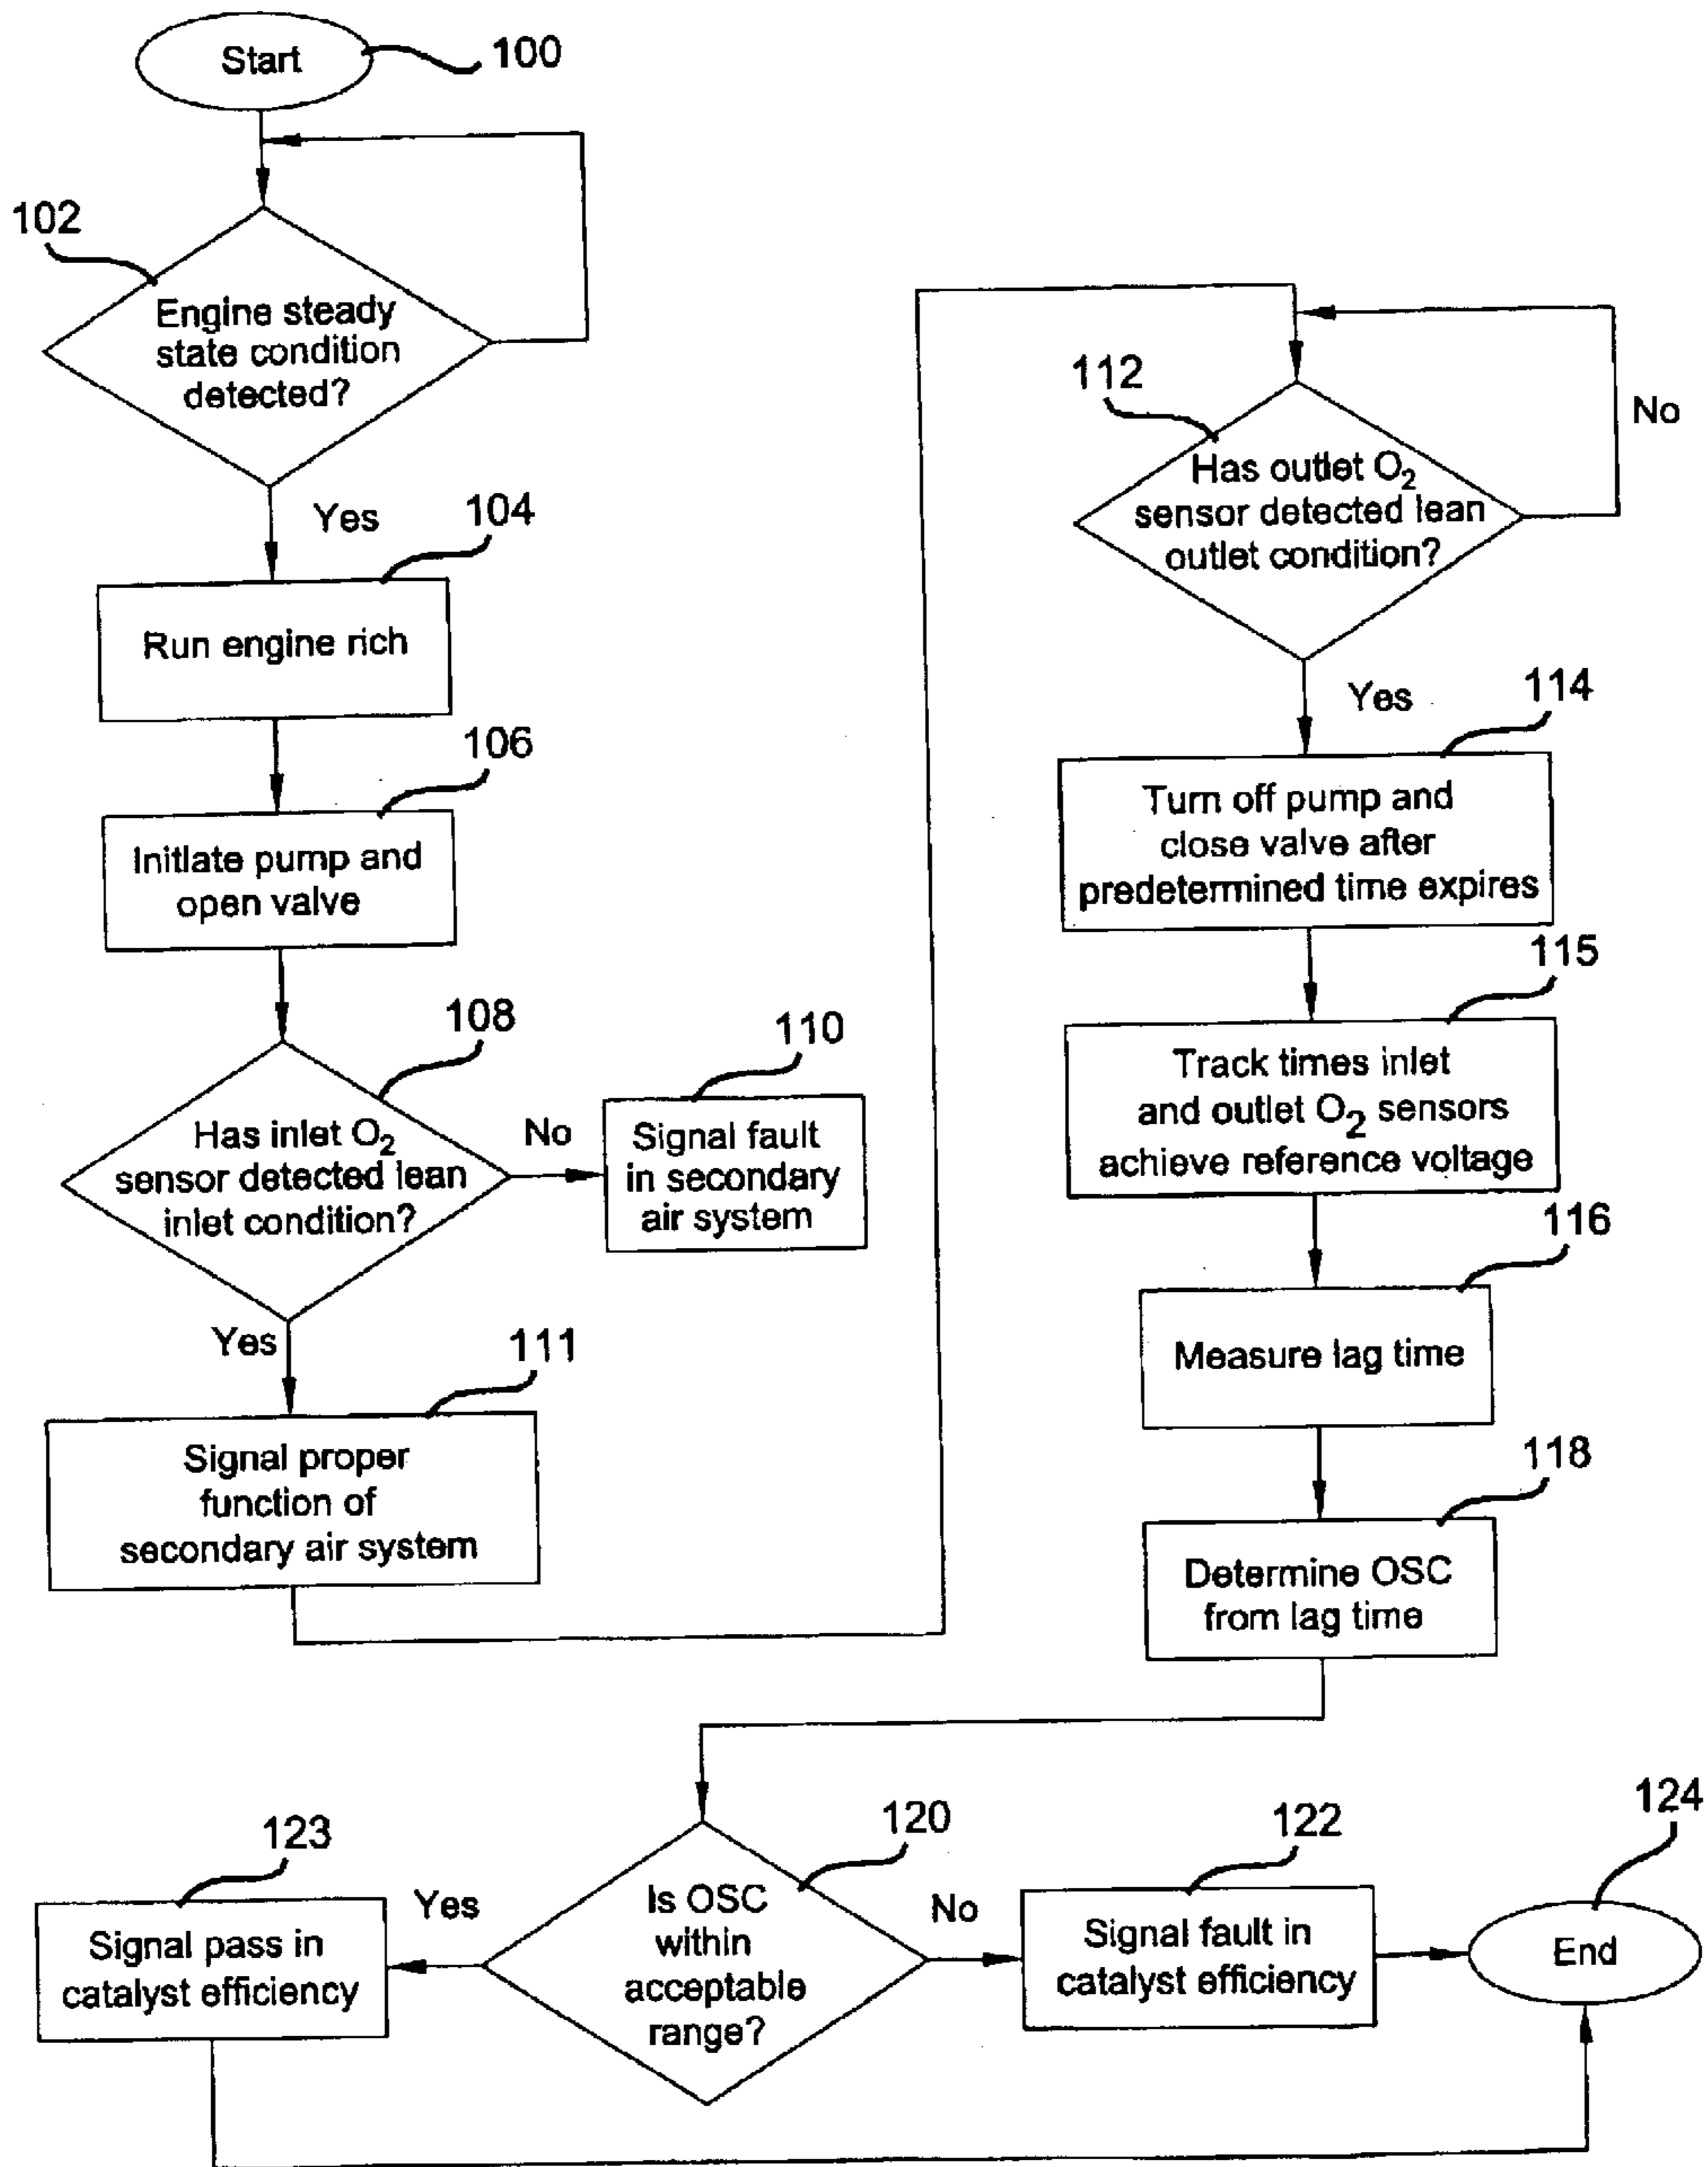 Start
100
102
Engine steady
state condition
detected?
Yes
104
Run engine rich
106
Initiate pump and
open valve
108
Has inlet O₂
sensor detected lean
inlet condition?
No
110
Signal fault
in secondary
air system
Yes
111
Signal proper
function of
secondary air system
112
Has outlet O₂
sensor detected lean
outlet condition?
No
Yes
114
Turn off pump and
close valve after
predetermined time expires
115
Track times inlet
and outlet O₂ sensors
achieve reference voltage
116
Measure lag time
118
Determine OSC
from lag time
120
Is OSC
within
acceptable
range?
Yes
123
Signal pass in
catalyst efficiency
No
122
Signal fault in
catalyst efficiency
124
End